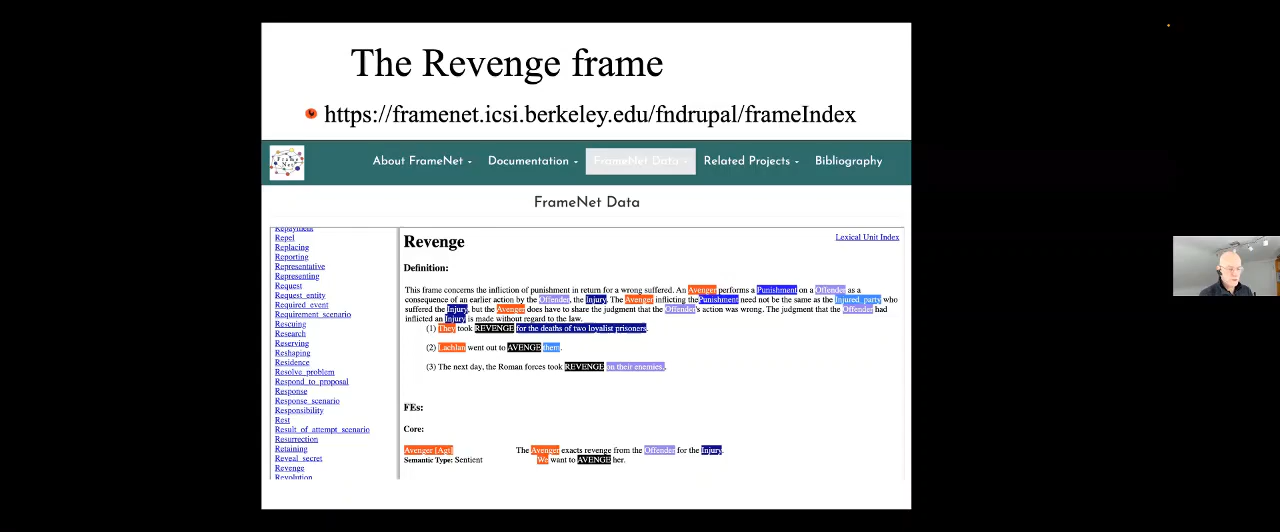 The Revenge frame
https://framenet.icsi.berkeley.edu/fndrupal/frameIndex
Frame
Net
About FrameNet
Documentation
FrameNet Data
Related Projects
Bibliography
FrameNet Data
Repayment
Repel
Replacing
Reporting
Representative
Representing
Request
Request_entity
Required_event
Requirement_scenario
Rescuing
Research
Reserving
Reshaping
Residence
Resolve_problem
Respond_to_proposal
Response
Response_scenario
Responsibility
Rest
Result_of_attempt_scenario
Resurrection
Retaining
Reveal_secret
Revenge
Revolution
Revenge
Lexical Unit Index
Definition:
This frame concerns the infliction of punishment in return for a wrong suffered. An Avenger performs a Punishment on a Offender as a
consequence of an earlier action by the Offender, the Injury. The Avenger inflicting the Punishment need not be the same as the Injured_party who
suffered the Injury, but the Avenger does have to share the judgment that the Offender's action was wrong. The judgment that the Offender had
inflicted an Injury is made without regard to the law.
(1) They took REVENGE for the deaths of two loyalist prisoners.
(2) Lachlan went out to AVENGE them.
(3) The next day, the Roman forces took REVENGE on their enemies.
FEs:
Core:
Avenger [Agt]
The Avenger exacts revenge from the Offender for the Injury.
Semantic Type: Sentient
We want to AVENGE her.